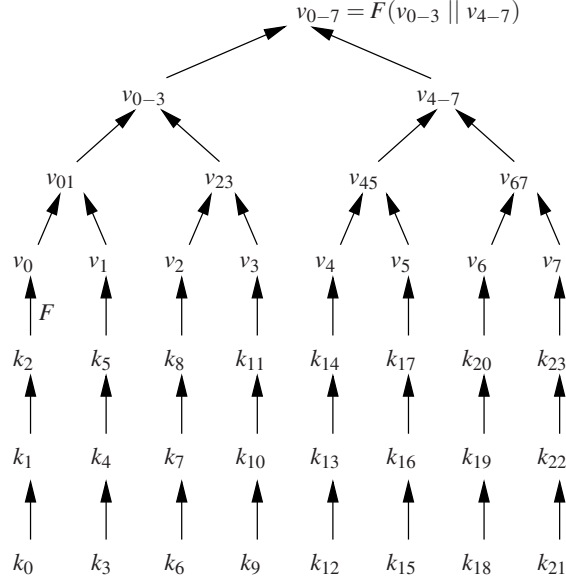 v₀₋₇ = F(v₀₋₃ || v₄₋₇)
v₀₋₃ v₄₋₇
v₀₁ v₂₃ v₄₅ v₆₇
v₀ v₁ v₂ v₃ v₄ v₅ v₆ v₇
F
k₂ k₅ k₈ k₁₁ k₁₄ k₁₇ k₂₀ k₂₃
k₁ k₄ k₇ k₁₀ k₁₃ k₁₆ k₁₉ k₂₂
k₀ k₃ k₆ k₉ k₁₂ k₁₅ k₁₈ k₂₁